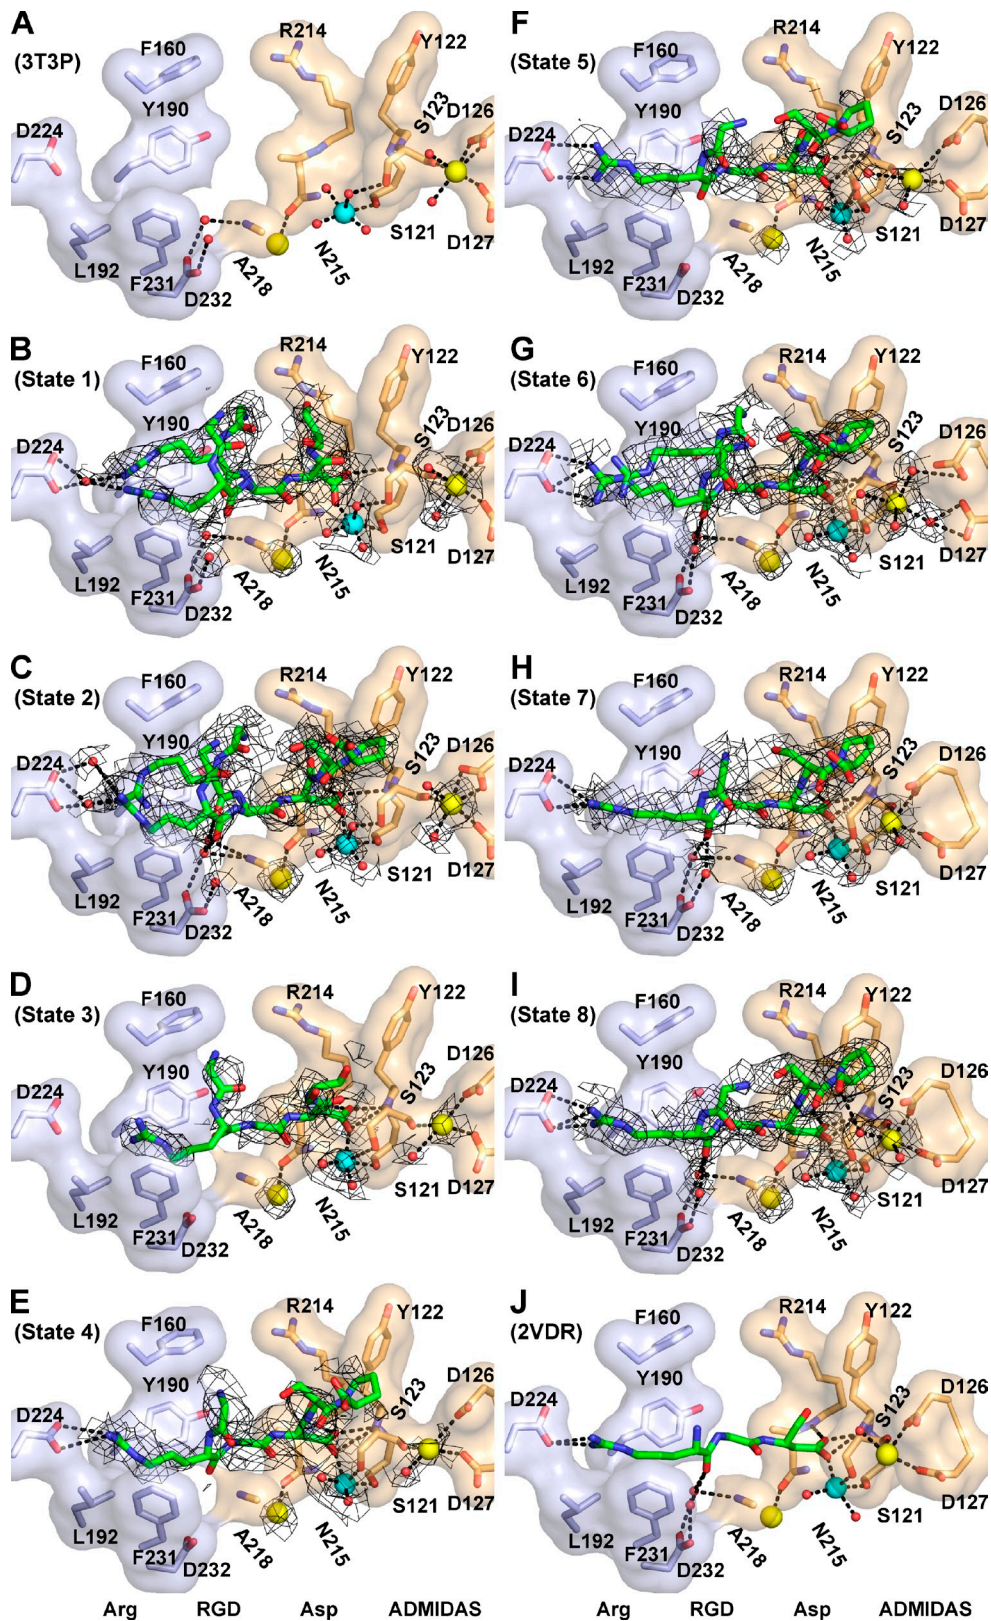 A
(3T3P)
F160
R214
Y122
Y190
S123
D126
D224
L192
F231
D232
A218
N215
S121
D127
B
(State 1)
F160
R214
Y122
Y190
S123
D126
D224
L192
F231
D232
A218
N215
S121
D127
C
(State 2)
F160
R214
Y122
Y190
S123
D126
D224
L192
F231
D232
A218
N215
S121
D127
D
(State 3)
F160
R214
Y122
Y190
S123
D126
D224
L192
F231
D232
A218
N215
S121
D127
E
(State 4)
F160
R214
Y122
Y190
S123
D126
D224
L192
F231
D232
A218
N215
S121
D127
Arg RGD Asp ADMIDAS
F
(State 5)
F160
R214
Y122
Y190
S123
D126
D224
L192
F231
D232
A218
N215
S121
D127
G
(State 6)
F160
R214
Y122
Y190
S123
D126
D224
L192
F231
D232
A218
N215
S121
D127
H
(State 7)
F160
R214
Y122
Y190
S123
D126
D224
L192
F231
D232
A218
N215
S121
D127
I
(State 8)
F160
R214
Y122
Y190
S123
D126
D224
L192
F231
D232
A218
N215
S121
D127
J
(2VDR)
F160
R214
Y122
Y190
S123
D126
D224
L192
F231
D232
A218
N215
S121
D127
Arg RGD Asp ADMIDAS